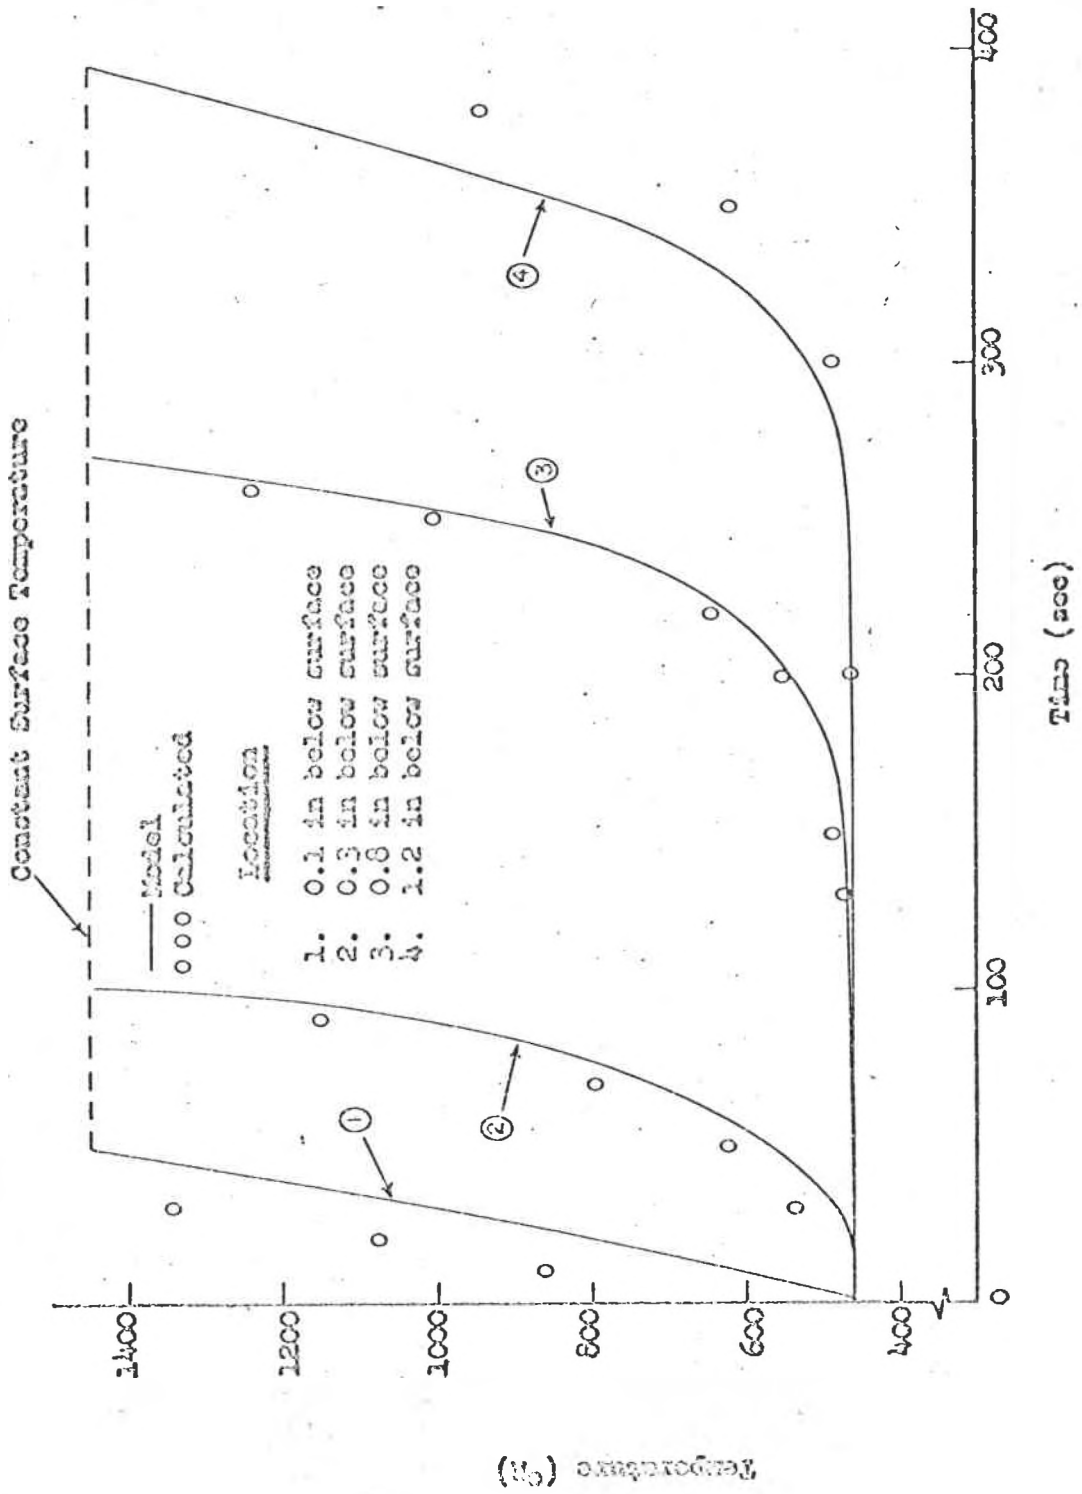 Constant Surface Temperature
Model
000 Calculated
Location
1. 0.1 in below surface
2. 0.3 in below surface
3. 0.8 in below surface
4. 1.2 in below surface
1
2
3
4
1400
1200
1000
800
600
400
Temperature (°R)
0
100
200
300
400
Time (sec)